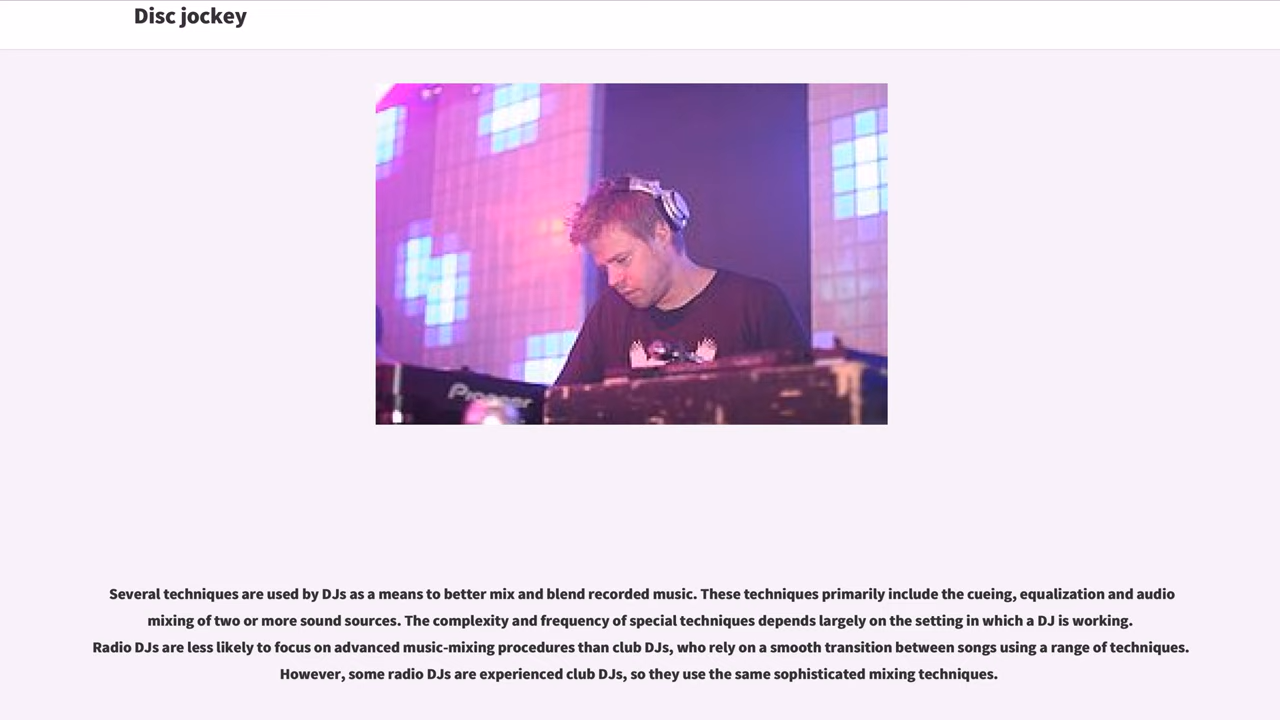 Disc jockey
Pioneer
Several techniques are used by DJs as a means to better mix and blend recorded music. These techniques primarily include the cueing, equalization and audio
mixing of two or more sound sources. The complexity and frequency of special techniques depends largely on the setting in which a DJ is working.
Radio DJs are less likely to focus on advanced music-mixing procedures than club DJs, who rely on a smooth transition between songs using a range of techniques.
However, some radio DJs are experienced club DJs, so they use the same sophisticated mixing techniques.